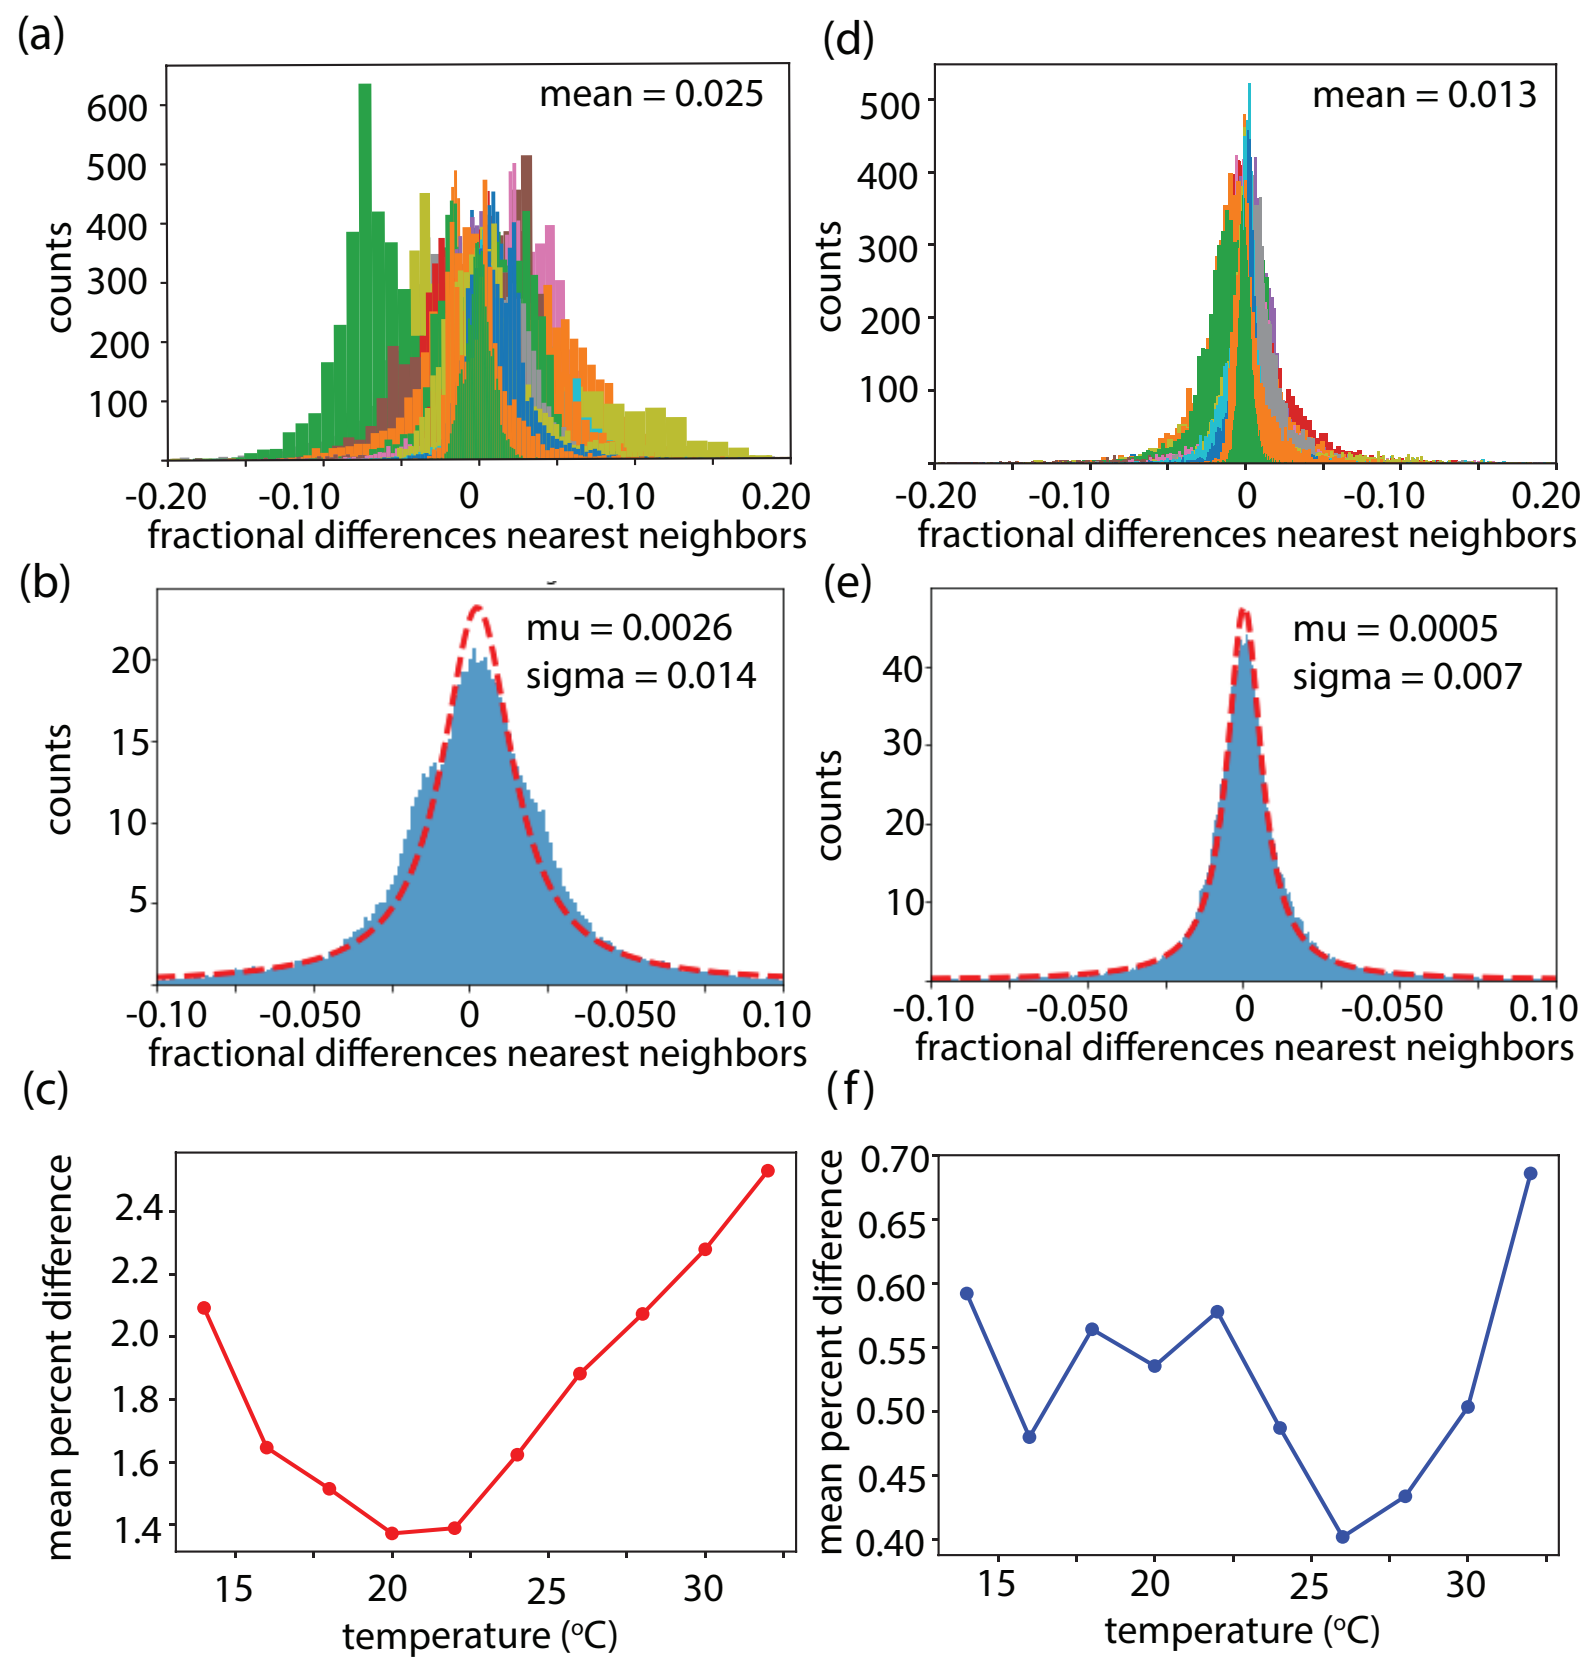 (a)
mean = 0.025
600
500
400
300
200
100
counts
-0.20 -0.10 0 -0.10 0.20
fractional differences nearest neighbors
(d)
mean = 0.013
500
400
300
200
100
counts
-0.20 -0.10 0 -0.10 0.20
fractional differences nearest neighbors
(b)
mu = 0.0026
sigma = 0.014
20
15
10
5
counts
-0.10 -0.050 0 -0.050 0.10
fractional differences nearest neighbors
(e)
mu = 0.0005
sigma = 0.007
40
30
20
10
counts
-0.10 -0.050 0 -0.050 0.10
fractional differences nearest neighbors
(c)
2.4
2.2
2.0
1.8
1.6
1.4
mean percent difference
15 20 25 30
temperature (°C)
(f)
0.70
0.65
0.60
0.55
0.50
0.45
0.40
mean percent difference
15 20 25 30
temperature (°C)